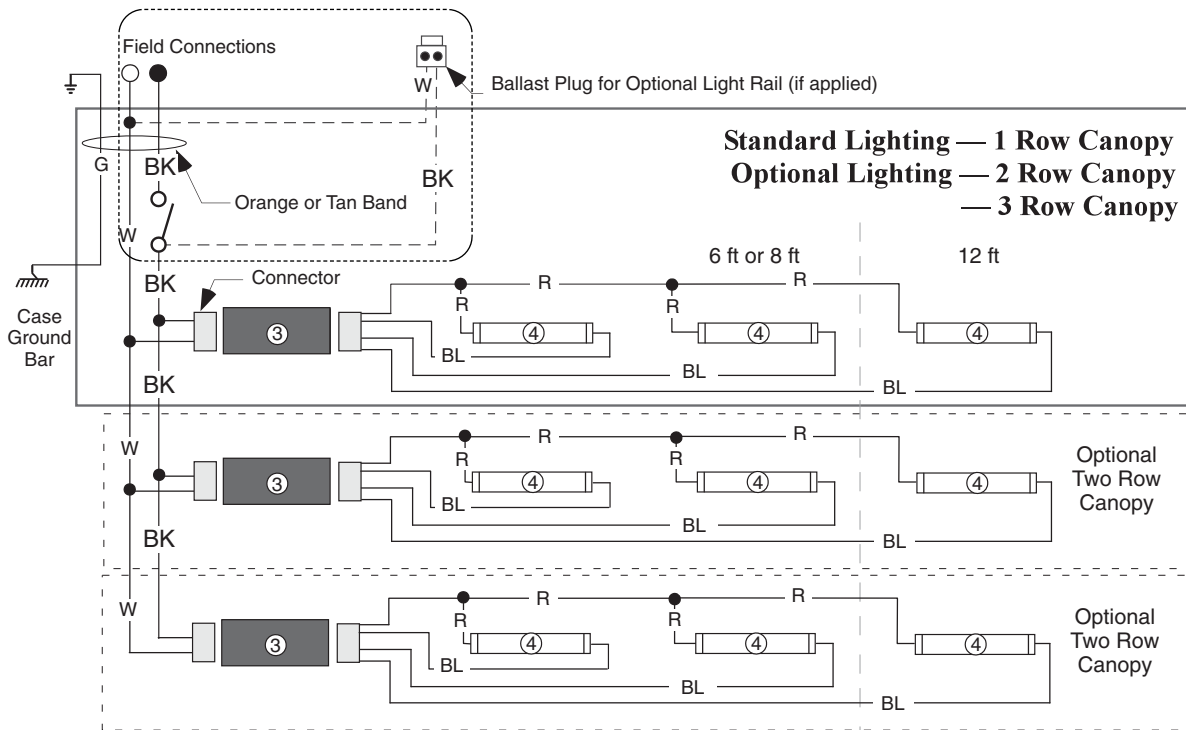 Field Connections
W
Ballast Plug for Optional Light Rail (if applied)
Standard Lighting — 1 Row Canopy
Optional Lighting — 2 Row Canopy
— 3 Row Canopy
G
BK
BK
Orange or Tan Band
W
6 ft or 8 ft
12 ft
BK
Connector
Case
Ground
Bar
R
R
R
R
3
4
4
4
BL
BL
BL
BK
W
R
R
R
R
3
4
4
4
BL
BL
BL
Optional
Two Row
Canopy
BK
W
R
R
R
R
3
4
4
4
BL
BL
BL
Optional
Two Row
Canopy